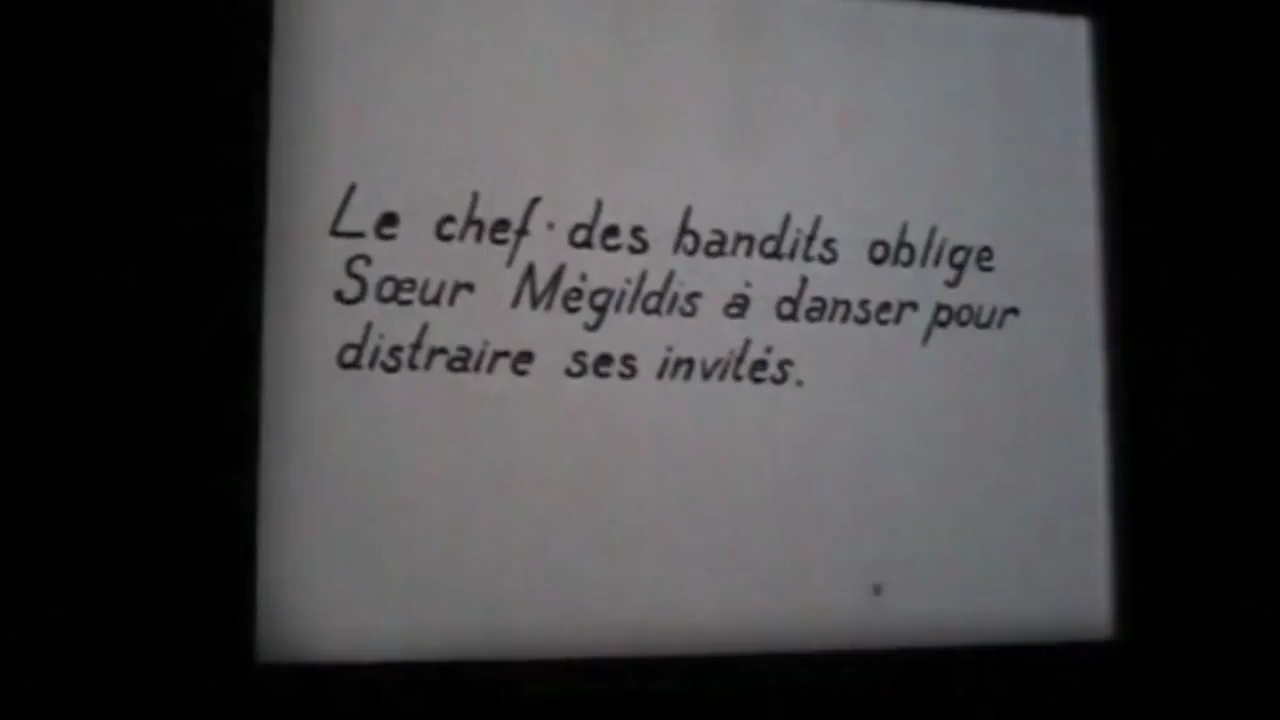 Le chef des bandits oblige
Sœur Mégildis à danser pour
distraire ses invités.